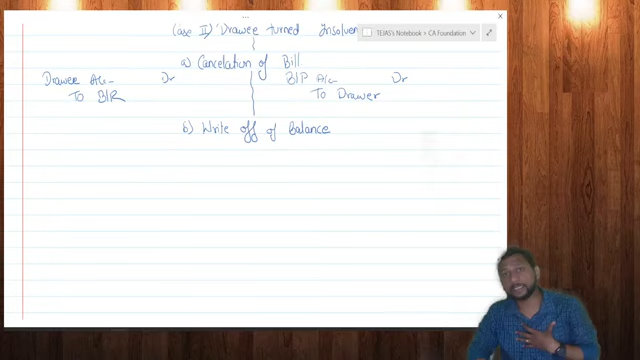 (Case II) Drawee turned Insolven
TEJAS's Notebook > CA Foundation
a) Cancelation of Bill
Drawee A/c Dr B/P A/c Dr
To B/R To Drawer
b) Write off of Balance